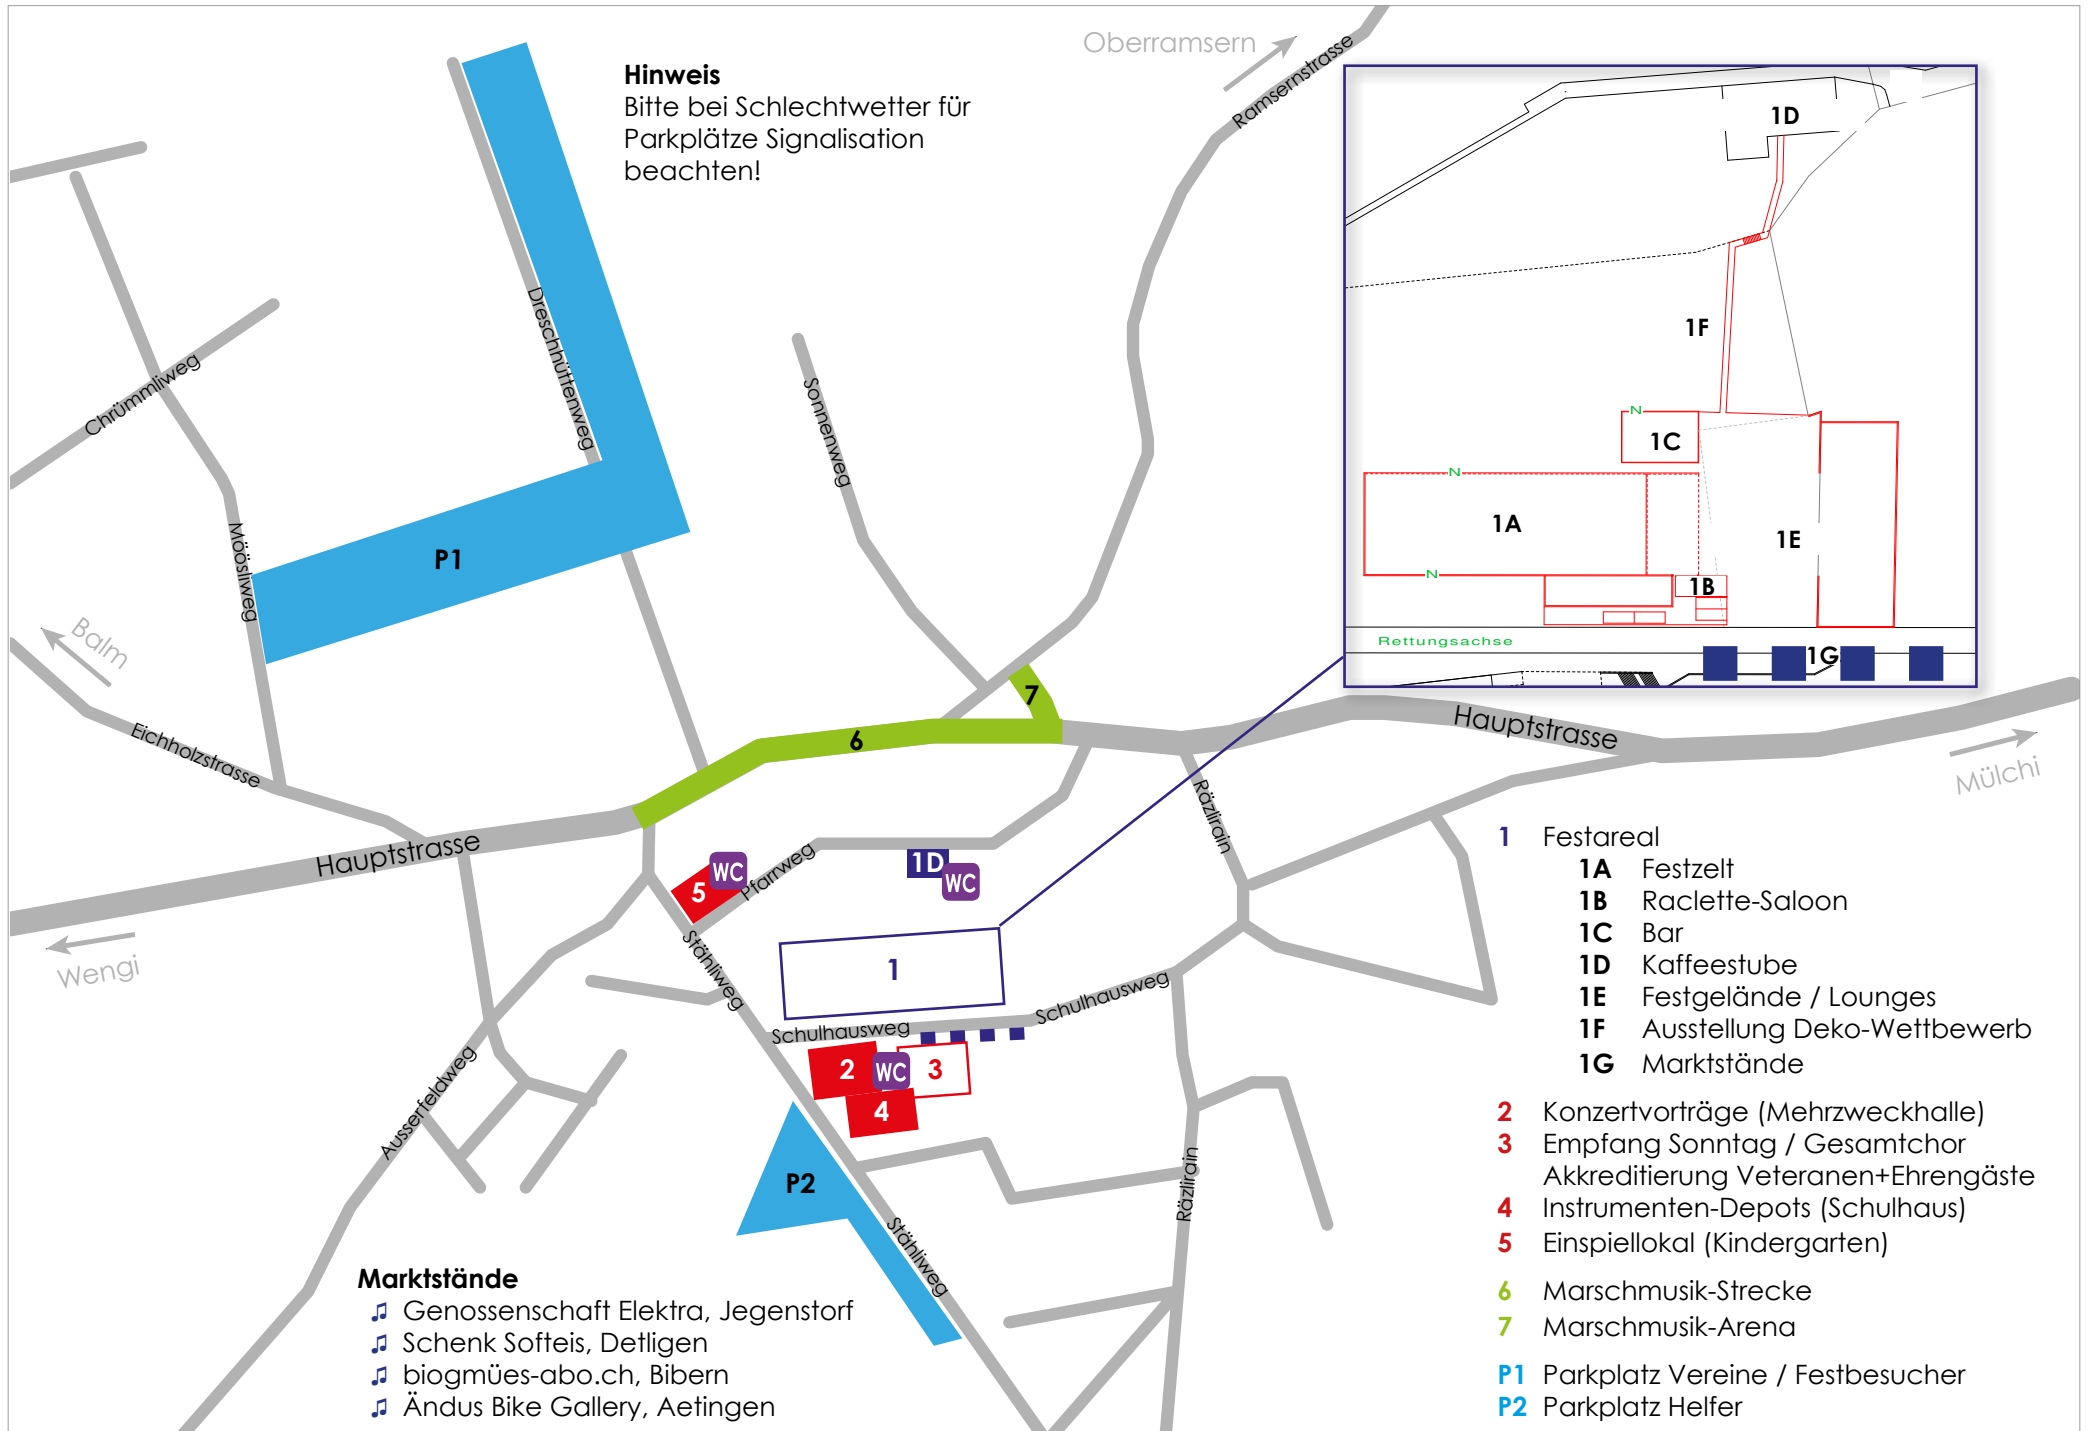 Hinweis
Bitte bei Schlechtwetter für
Parkplätze Signalisation
beachten!
Oberramsern
Ramsernstrasse
1D
1F
N
1C
N
1A
1E
N
1B
Rettungsachse
1G
Dreschhüttenweg
Chrümmliweg
Sonnenweg
Möösliweg
P1
Balm
Eichholzstrasse
7
6
Hauptstrasse
Hauptstrasse
Mülchi
Räzlirain
Wengi
5
WC
Pfarrweg
1D
WC
Stähliweg
1
Schulhausweg
Schulhausweg
2
WC
3
4
Ausserfeldweg
P2
Stähliweg
Räzlirain
Marktstände
Genossenschaft Elektra, Jegenstorf
Schenk Softeis, Detligen
biogmües-abo.ch, Bibern
Ändus Bike Gallery, Aetingen
1 Festareal
1A Festzelt
1B Raclette-Saloon
1C Bar
1D Kaffeestube
1E Festgelände / Lounges
1F Ausstellung Deko-Wettbewerb
1G Marktstände
2 Konzertvorträge (Mehrzweckhalle)
3 Empfang Sonntag / Gesamtchor
Akkreditierung Veteranen+Ehrengäste
4 Instrumenten-Depots (Schulhaus)
5 Einspiellokal (Kindergarten)
6 Marschmusik-Strecke
7 Marschmusik-Arena
P1 Parkplatz Vereine / Festbesucher
P2 Parkplatz Helfer